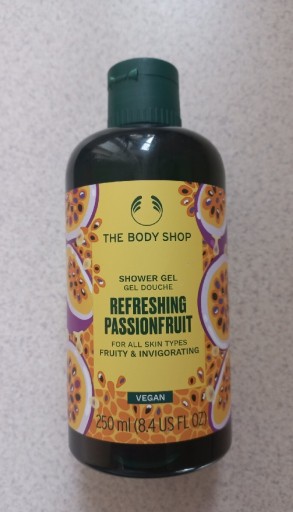 THE BODY SHOP
SHOWER GEL
GEL DOUCHE
REFRESHING
PASSIONFRUIT
FOR ALL SKIN TYPES
FRUITY & INVIGORATING
VEGAN
250 ml (8.4 US FL OZ)